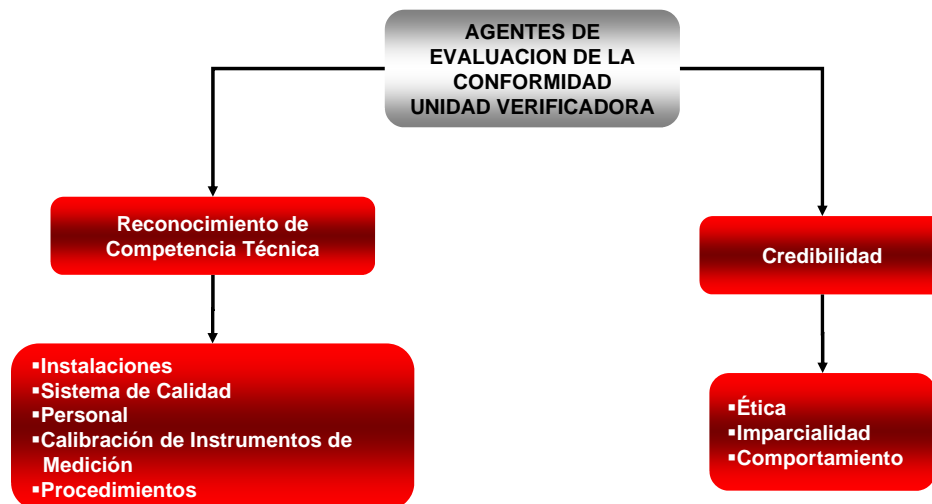 AGENTES DE
EVALUACION DE LA
CONFORMIDAD
UNIDAD VERIFICADORA
Reconocimiento de
Competencia Técnica
Credibilidad
▪Instalaciones
▪Sistema de Calidad
▪Personal
▪Calibración de Instrumentos de
Medición
▪Procedimientos
▪Ética
▪Imparcialidad
▪Comportamiento